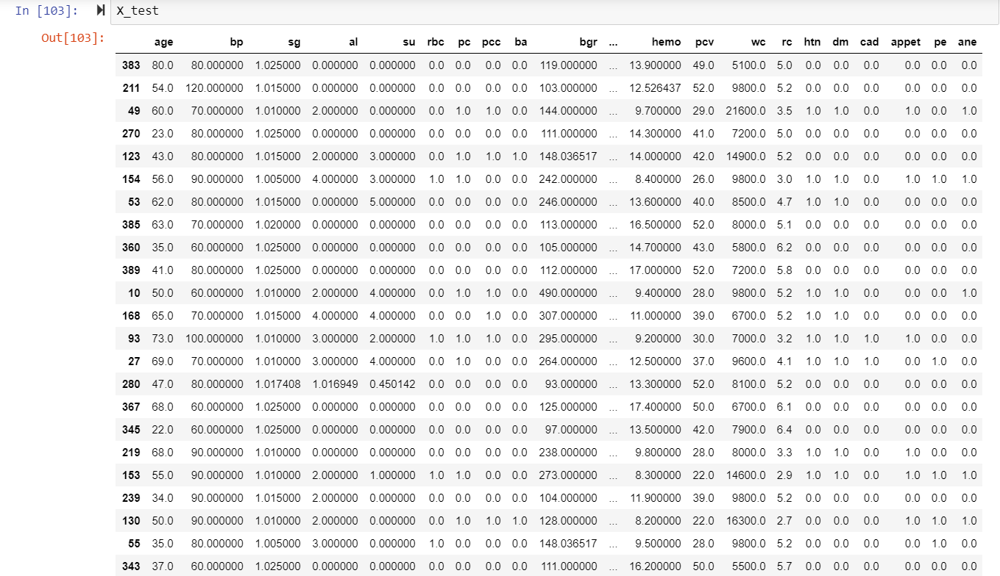 In [103]: X_test
Out[103]:
age bp sg al su rbc pc pcc ba bgr ... hemo pcv wc rc htn dm cad appet pe ane
383 80.0 80.000000 1.025000 0.000000 0.000000 0.0 0.0 0.0 0.0 119.000000 ... 13.900000 49.0 5100.0 5.0 0.0 0.0 0.0 0.0 0.0 0.0
211 54.0 120.000000 1.015000 0.000000 0.000000 0.0 0.0 0.0 0.0 103.000000 ... 12.526437 52.0 9800.0 5.2 0.0 0.0 0.0 0.0 0.0 0.0
49 60.0 70.000000 1.010000 2.000000 0.000000 0.0 1.0 1.0 0.0 144.000000 ... 9.700000 29.0 21600.0 3.5 1.0 1.0 0.0 1.0 0.0 1.0
270 23.0 80.000000 1.025000 0.000000 0.000000 0.0 0.0 0.0 0.0 111.000000 ... 14.300000 41.0 7200.0 5.0 0.0 0.0 0.0 0.0 0.0 0.0
123 43.0 80.000000 1.015000 2.000000 3.000000 0.0 1.0 1.0 1.0 148.036517 ... 14.000000 42.0 14900.0 5.2 0.0 0.0 0.0 0.0 0.0 0.0
154 56.0 90.000000 1.005000 4.000000 3.000000 1.0 1.0 0.0 0.0 242.000000 ... 8.400000 26.0 9800.0 3.0 1.0 1.0 0.0 1.0 1.0 1.0
53 62.0 80.000000 1.015000 0.000000 5.000000 0.0 0.0 0.0 0.0 246.000000 ... 13.600000 40.0 8500.0 4.7 1.0 1.0 0.0 0.0 0.0 0.0
385 63.0 70.000000 1.020000 0.000000 0.000000 0.0 0.0 0.0 0.0 113.000000 ... 16.500000 52.0 8000.0 5.1 0.0 0.0 0.0 0.0 0.0 0.0
360 35.0 60.000000 1.025000 0.000000 0.000000 0.0 0.0 0.0 0.0 105.000000 ... 14.700000 43.0 5800.0 6.2 0.0 0.0 0.0 0.0 0.0 0.0
389 41.0 80.000000 1.025000 0.000000 0.000000 0.0 0.0 0.0 0.0 112.000000 ... 17.000000 52.0 7200.0 5.8 0.0 0.0 0.0 0.0 0.0 0.0
10 50.0 60.000000 1.010000 2.000000 4.000000 0.0 1.0 1.0 0.0 490.000000 ... 9.400000 28.0 9800.0 5.2 1.0 1.0 0.0 0.0 0.0 1.0
168 65.0 70.000000 1.015000 4.000000 4.000000 0.0 0.0 1.0 0.0 307.000000 ... 11.000000 39.0 6700.0 5.2 1.0 1.0 0.0 0.0 0.0 0.0
93 73.0 100.000000 1.010000 3.000000 2.000000 1.0 1.0 1.0 0.0 295.000000 ... 9.200000 30.0 7000.0 3.2 1.0 1.0 1.0 1.0 0.0 0.0
27 69.0 70.000000 1.010000 3.000000 4.000000 0.0 1.0 0.0 0.0 264.000000 ... 12.500000 37.0 9600.0 4.1 1.0 1.0 1.0 0.0 1.0 0.0
280 47.0 80.000000 1.017408 1.016949 0.450142 0.0 0.0 0.0 0.0 93.000000 ... 13.300000 52.0 8100.0 5.2 0.0 0.0 0.0 0.0 0.0 0.0
367 68.0 60.000000 1.025000 0.000000 0.000000 0.0 0.0 0.0 0.0 125.000000 ... 17.400000 50.0 6700.0 6.1 0.0 0.0 0.0 0.0 0.0 0.0
345 22.0 60.000000 1.025000 0.000000 0.000000 0.0 0.0 0.0 0.0 97.000000 ... 13.500000 42.0 7900.0 6.4 0.0 0.0 0.0 0.0 0.0 0.0
219 68.0 90.000000 1.010000 0.000000 0.000000 0.0 0.0 0.0 0.0 238.000000 ... 9.800000 28.0 8000.0 3.3 1.0 1.0 0.0 1.0 0.0 0.0
153 55.0 90.000000 1.010000 2.000000 1.000000 1.0 1.0 0.0 0.0 273.000000 ... 8.300000 22.0 14600.0 2.9 1.0 1.0 0.0 1.0 1.0 1.0
239 34.0 90.000000 1.015000 2.000000 0.000000 0.0 0.0 0.0 0.0 104.000000 ... 11.900000 39.0 9800.0 5.2 0.0 0.0 0.0 0.0 0.0 0.0
130 50.0 90.000000 1.010000 2.000000 0.000000 0.0 1.0 1.0 1.0 128.000000 ... 8.200000 22.0 16300.0 2.7 0.0 0.0 0.0 1.0 1.0 1.0
55 35.0 80.000000 1.005000 3.000000 0.000000 1.0 0.0 0.0 0.0 148.036517 ... 9.500000 28.0 9800.0 5.2 0.0 0.0 0.0 0.0 1.0 0.0
343 37.0 60.000000 1.025000 0.000000 0.000000 0.0 0.0 0.0 0.0 111.000000 ... 16.200000 50.0 5500.0 5.7 0.0 0.0 0.0 0.0 0.0 0.0